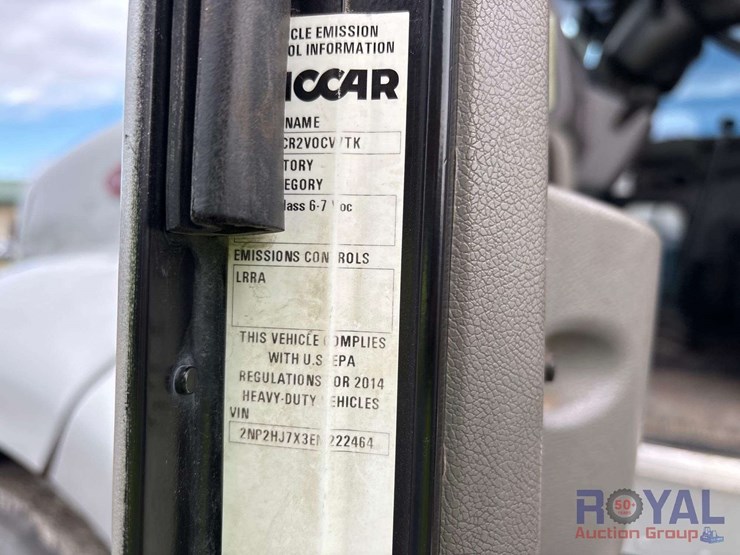 CLE EMISSION
OL INFORMATION
CCAR
NAME
CR2VOCV/TK
TORY
EGORY
lass 6-7 Voc
EMISSIONS CONTROLS
LRRA
THIS VEHICLE COMPLIES
WITH U.S. EPA
REGULATIONS FOR 2014
HEAVY-DUTY VEHICLES
VIN
2NP2HJ7X3EM222464
50+
ROYAL
Auction Group